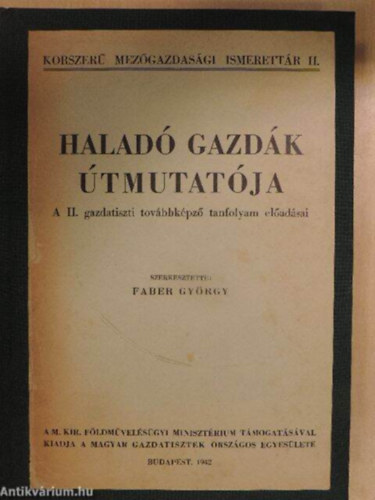 KORSZERŰ MEZŐGAZDASÁGI ISMERETTÁR II.
HALADÓ GAZDÁK
ÚTMUTATÓJA
A II. gazdatiszti továbbképző tanfolyam előadásai
SZERKESZTETTE:
FABER GYÖRGY
A M. KIR. FÖLDMŰVELÉSÜGYI MINISZTÉRIUM TÁMOGATÁSÁVAL
KIADJA A MAGYAR GAZDATISZTEK ORSZÁGOS EGYESÜLETE
BUDAPEST, 1942
Antikvárium.hu